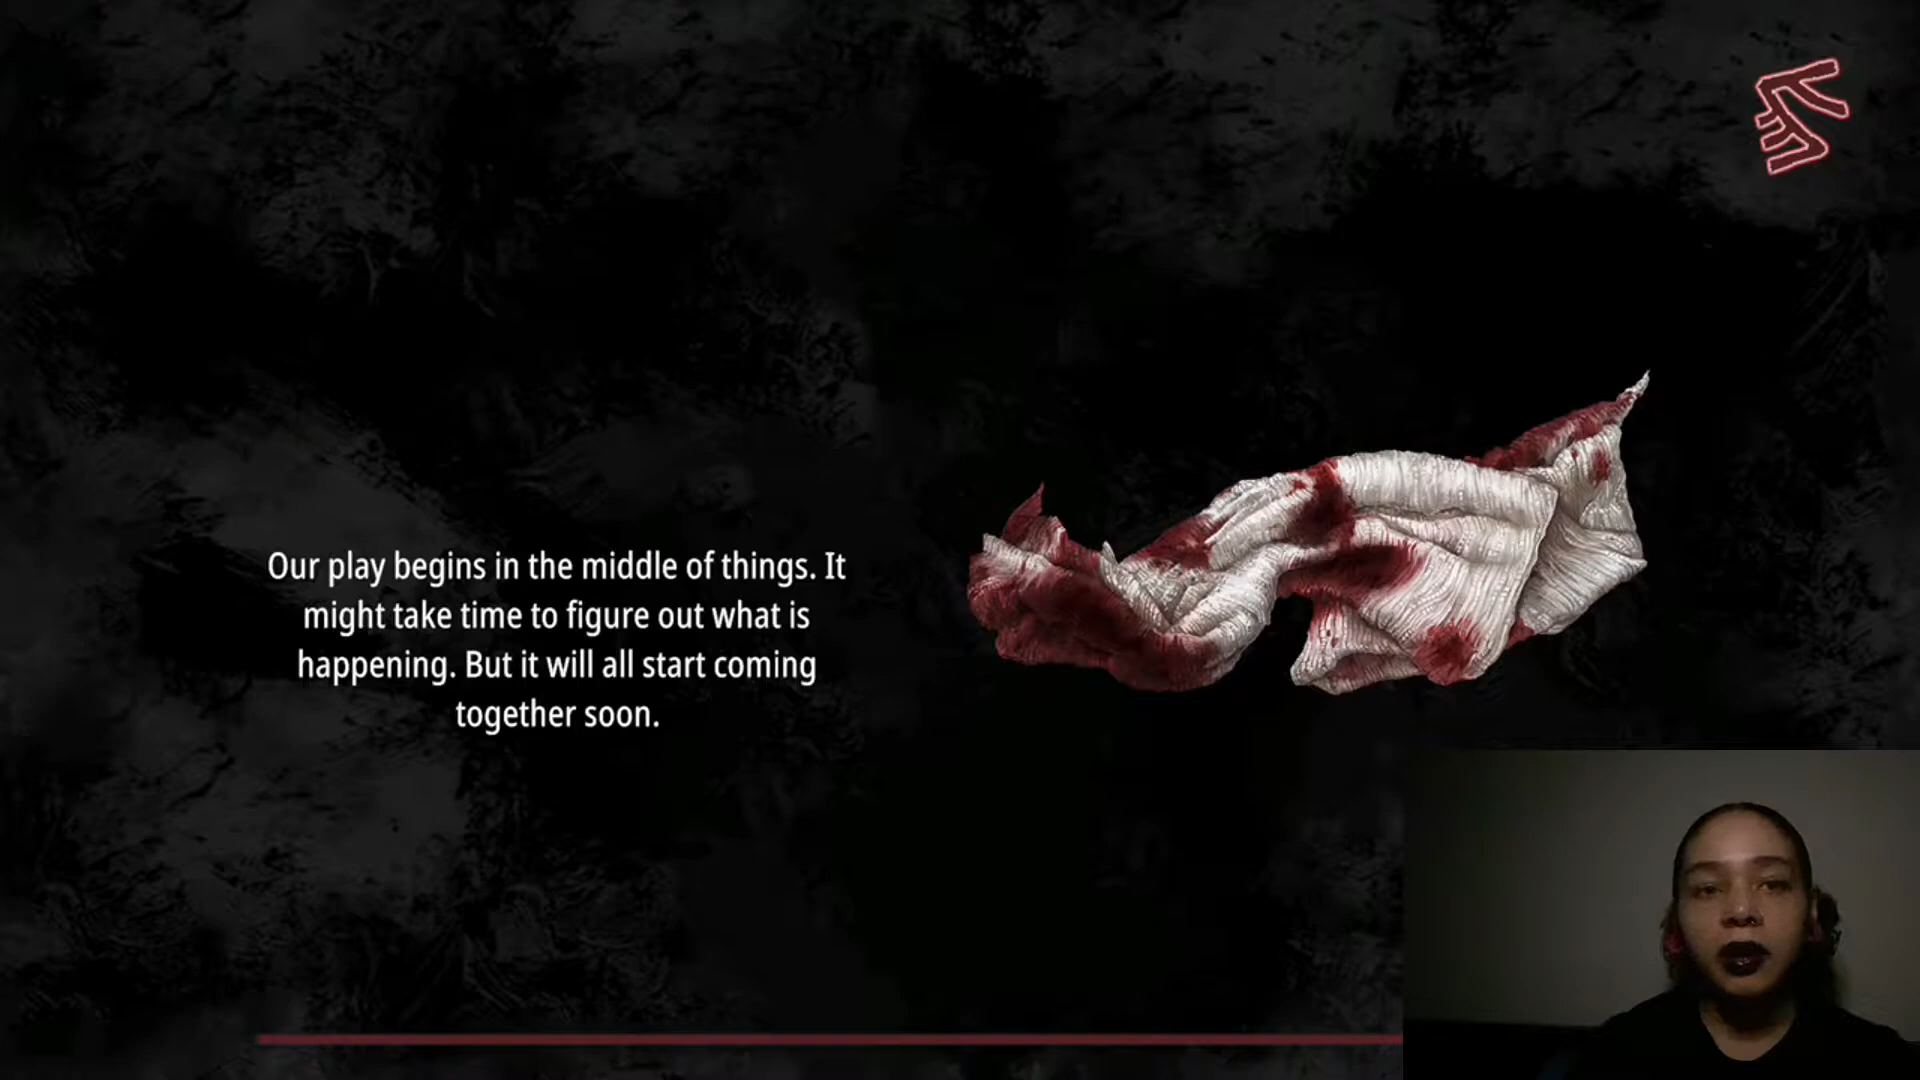 Our play begins in the middle of things. It
might take time to figure out what is
happening. But it will all start coming
together soon.